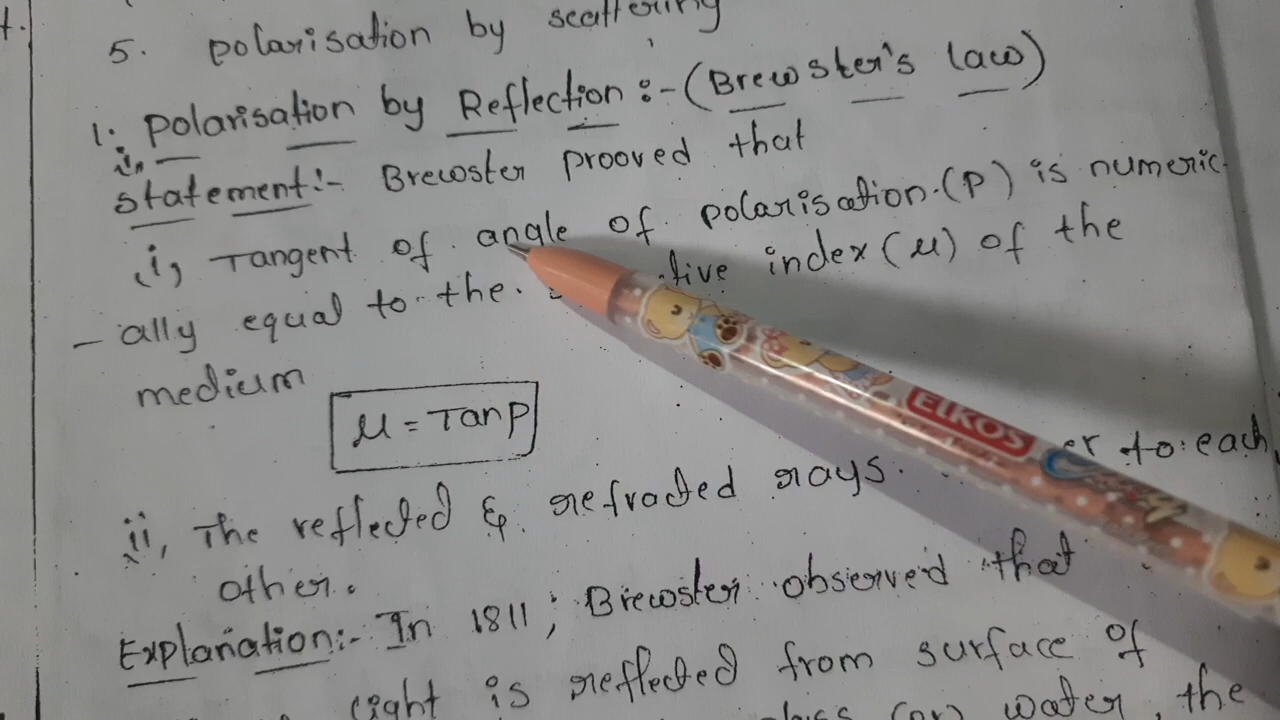 5. polarisation by scattering
1. polarisation by Reflection :- (Brewster's law)
statement:- Brewster prooved that
i, Tangent of angle of polarisation (P) is numeric-
- ally equal to the index (μ) of the
medium
μ = Tan P
ii, The reflected & refracted rays to each
other.
Explanation:- In 1811, Brewster observed that
light is reflected from surface of
(or) water, the
EIKOS